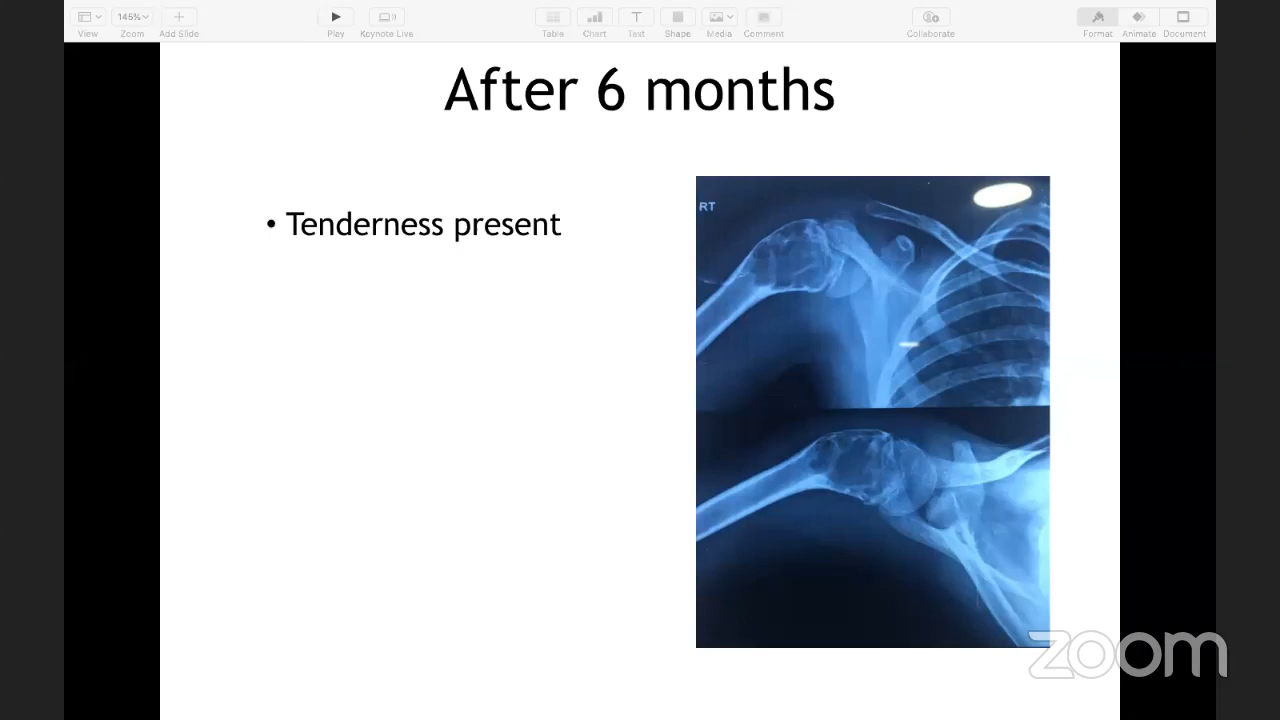 View
145%
Zoom
Add Slide
Play
Keynote Live
Table
Chart
Text
Shape
Media
Comment
Collaborate
Format
Animate
Document
After 6 months
• Tenderness present
RT
zoom